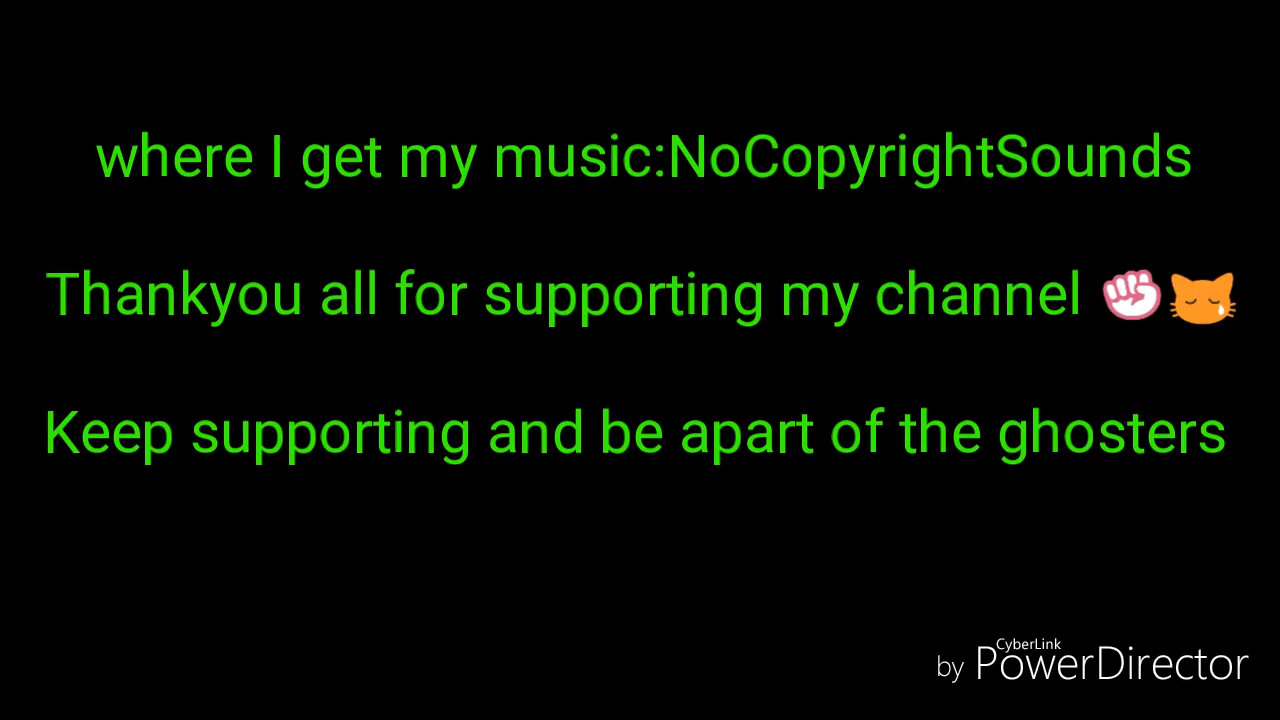 where I get my music:NoCopyrightSounds
Thankyou all for supporting my channel ✊😿
Keep supporting and be apart of the ghosters
CyberLink
by PowerDirector